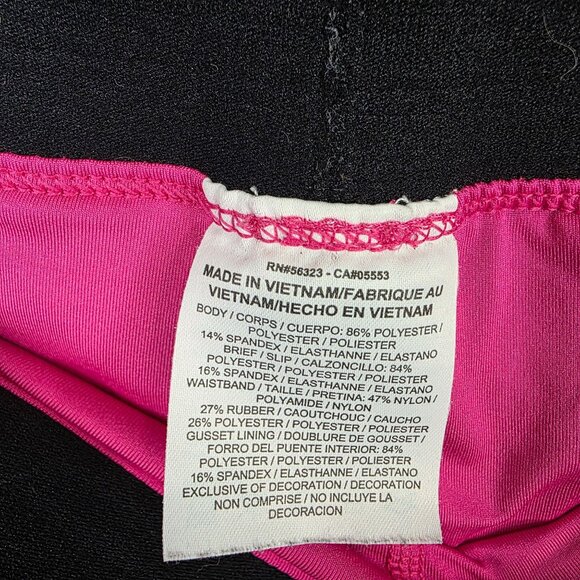 RN#56323 - CA#05553
MADE IN VIETNAM/FABRIQUE AU
VIETNAM/HECHO EN VIETNAM
BODY / CORPS / CUERPO: 86% POLYESTER /
POLYESTER / POLIESTER
14% SPANDEX / ELASTHANNE / ELASTANO
BRIEF / SLIP / CALZONCILLO: 84%
POLYESTER / POLYESTER / POLIESTER
16% SPANDEX / ELASTHANNE / ELASTANO
WAISTBAND / TAILLE / PRETINA: 47% NYLON /
POLYAMIDE / NYLON
27% RUBBER / CAOUTCHOUC / CAUCHO
26% POLYESTER / POLYESTER / POLIESTER
GUSSET LINING / DOUBLURE DE GOUSSET /
FORRO DEL PUENTE INTERIOR: 84%
POLYESTER / POLYESTER / POLIESTER
16% SPANDEX / ELASTHANNE / ELASTANO
EXCLUSIVE OF DECORATION / DECORATION
NON COMPRISE / NO INCLUYE LA
DECORACION